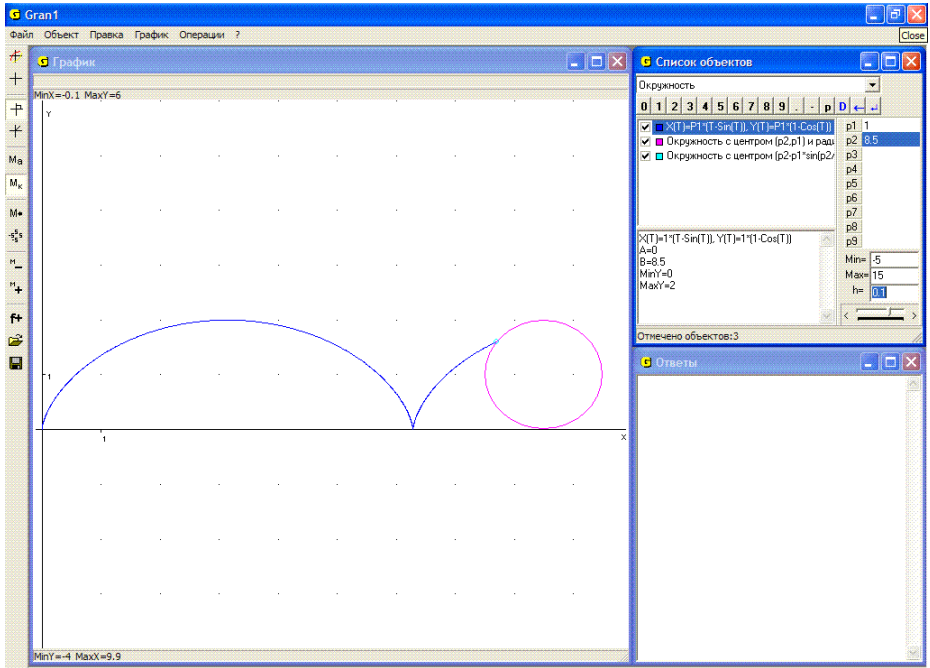 Gran1
Файл Объект Правка График Операции ?
Close
График
MinX=-0.1 MaxY=6
Y
1
1
X
MinY=-4 MaxX=9.9
Ma
Mк
M
M
M
f+
Список объектов
Окружность
0 1 2 3 4 5 6 7 8 9 . - p D
X(T)=P1*(T-Sin(T)), Y(T)=P1*(1-Cos(T))
Окружность с центром (p2,p1) и ради
Окружность с центром (p2-p1*sin(p2/
p1 1
p2 8.5
p3
p4
p5
p6
p7
p8
p9
X(T)=1*(T-Sin(T)), Y(T)=1*(1-Cos(T))
A=0
B=8.5
MinY=0
MaxY=2
Min= -5
Max= 15
h= 0.1
Отмечено объектов:3
Ответы